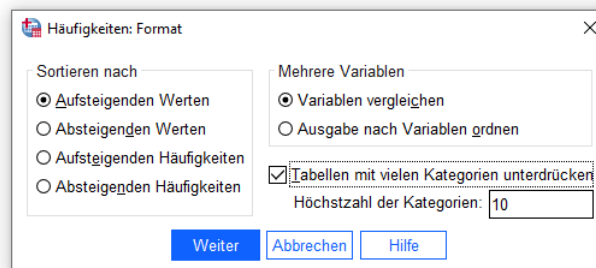 Häufigkeiten: Format
Sortieren nach
Aufsteigenden Werten
Absteigenden Werten
Aufsteigenden Häufigkeiten
Absteigenden Häufigkeiten
Mehrere Variablen
Variablen vergleichen
Ausgabe nach Variablen ordnen
Tabellen mit vielen Kategorien unterdrücken
Höchstzahl der Kategorien: 10
Weiter Abbrechen Hilfe